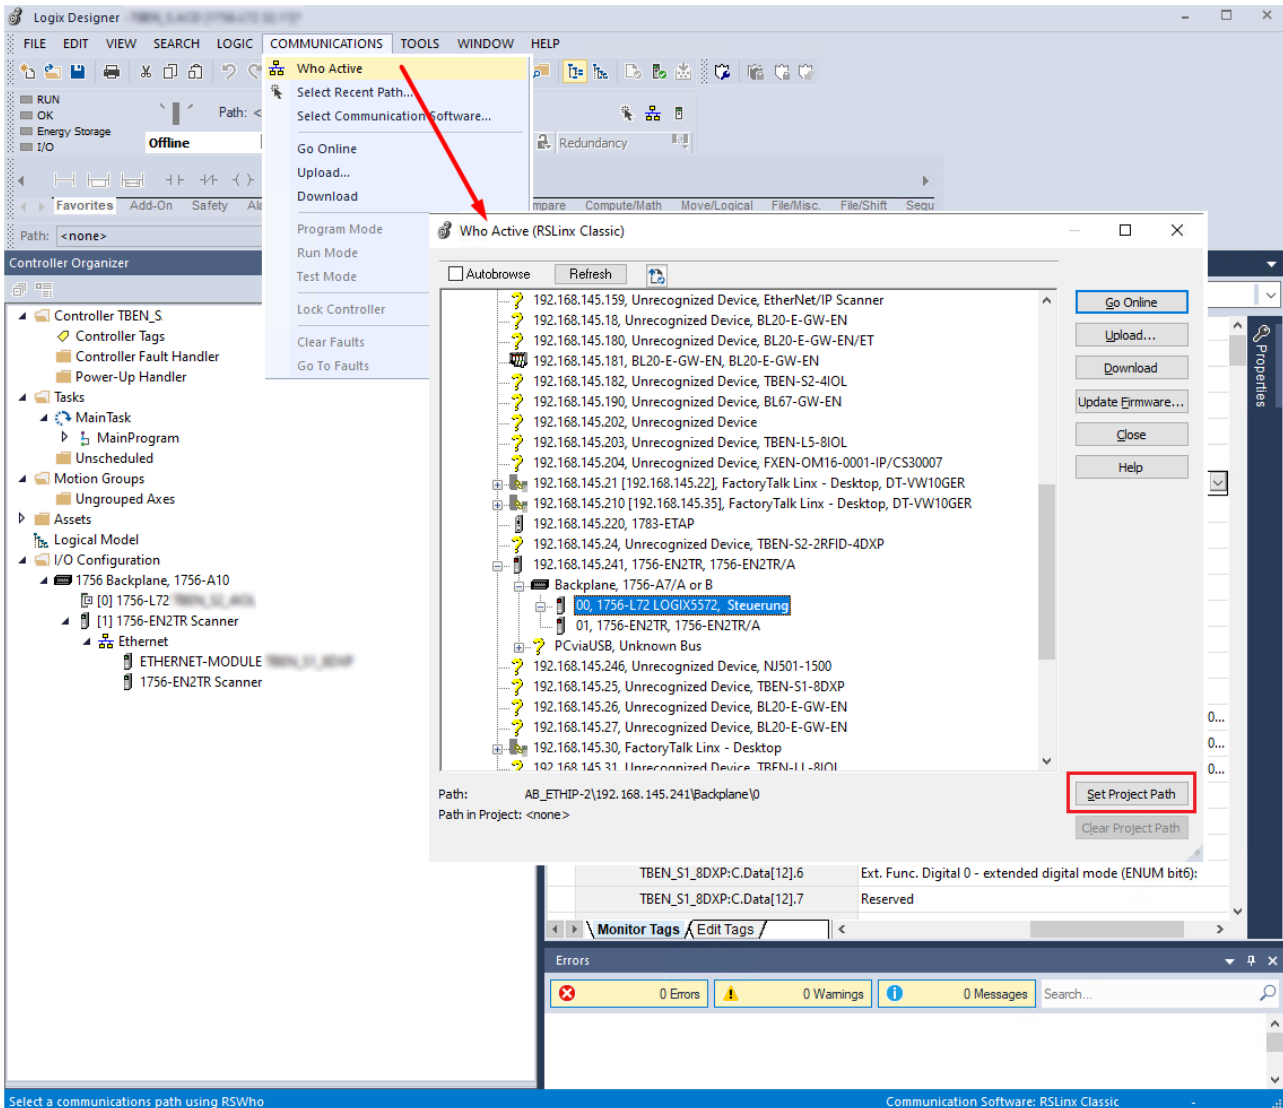 Logix Designer
FILE EDIT VIEW SEARCH LOGIC COMMUNICATIONS TOOLS WINDOW HELP
Who Active
Select Recent Path...
Select Communication Software...
Go Online
Upload...
Download
Program Mode
Run Mode
Test Mode
Lock Controller
Clear Faults
Go To Faults
RUN
OK
Energy Storage
I/O
Path: <
Offline
Redundancy
Favorites Add-On Safety Al
mpare Compute/Math Move/Logical File/Misc. File/Shift Sequ
Path: <none>
Controller Organizer
Controller TBEN_S
Controller Tags
Controller Fault Handler
Power-Up Handler
Tasks
MainTask
MainProgram
Unscheduled
Motion Groups
Ungrouped Axes
Assets
Logical Model
I/O Configuration
1756 Backplane, 1756-A10
[0] 1756-L72
[1] 1756-EN2TR Scanner
Ethernet
ETHERNET-MODULE
1756-EN2TR Scanner
Who Active (RSLinx Classic)
Autobrowse Refresh
192.168.145.159, Unrecognized Device, EtherNet/IP Scanner
192.168.145.18, Unrecognized Device, BL20-E-GW-EN
192.168.145.180, Unrecognized Device, BL20-E-GW-EN/ET
192.168.145.181, BL20-E-GW-EN, BL20-E-GW-EN
192.168.145.182, Unrecognized Device, TBEN-S2-4IOL
192.168.145.190, Unrecognized Device, BL67-GW-EN
192.168.145.202, Unrecognized Device
192.168.145.203, Unrecognized Device, TBEN-L5-8IOL
192.168.145.204, Unrecognized Device, FXEN-OM16-0001-IP/CS30007
192.168.145.21 [192.168.145.22], FactoryTalk Linx - Desktop, DT-VW10GER
192.168.145.210 [192.168.145.35], FactoryTalk Linx - Desktop, DT-VW10GER
192.168.145.220, 1783-ETAP
192.168.145.24, Unrecognized Device, TBEN-S2-2RFID-4DXP
192.168.145.241, 1756-EN2TR, 1756-EN2TR/A
Backplane, 1756-A7/A or B
00, 1756-L72 LOGIX5572, Steuerung
01, 1756-EN2TR, 1756-EN2TR/A
PCviaUSB, Unknown Bus
192.168.145.246, Unrecognized Device, NJ501-1500
192.168.145.25, Unrecognized Device, TBEN-S1-8DXP
192.168.145.26, Unrecognized Device, BL20-E-GW-EN
192.168.145.27, Unrecognized Device, BL20-E-GW-EN
192.168.145.30, FactoryTalk Linx - Desktop
192.168.145.31, Unrecognized Device, TBEN-LL-8IOL
Go Online
Upload...
Download
Update Firmware...
Close
Help
Path: AB_ETHIP-2\192.168.145.241\Backplane\0
Path in Project: <none>
Set Project Path
Clear Project Path
Properties
0...
0...
0...
TBEN_S1_8DXP:C.Data[12].6 Ext. Func. Digital 0 - extended digital mode (ENUM bit6):
TBEN_S1_8DXP:C.Data[12].7 Reserved
Monitor Tags Edit Tags
Errors
0 Errors 0 Warnings 0 Messages Search...
Select a communications path using RSWho
Communication Software: RSLinx Classic